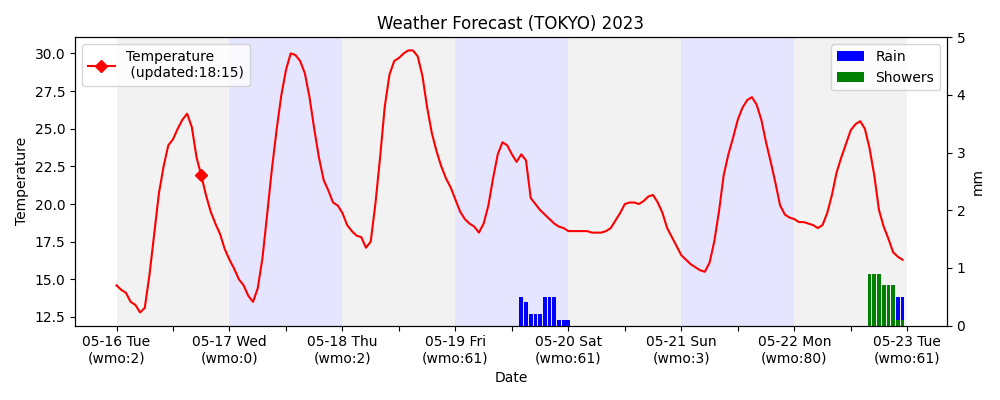 Weather Forecast (TOKYO) 2023
Temperature
(updated:18:15)
Rain
Showers
Temperature
30.0
27.5
25.0
22.5
20.0
17.5
15.0
12.5
5
4
3
2
1
0
mm
05-16 Tue
(wmo:2)
05-17 Wed
(wmo:0)
05-18 Thu
(wmo:2)
05-19 Fri
(wmo:61)
05-20 Sat
(wmo:61)
05-21 Sun
(wmo:3)
05-22 Mon
(wmo:80)
05-23 Tue
(wmo:61)
Date